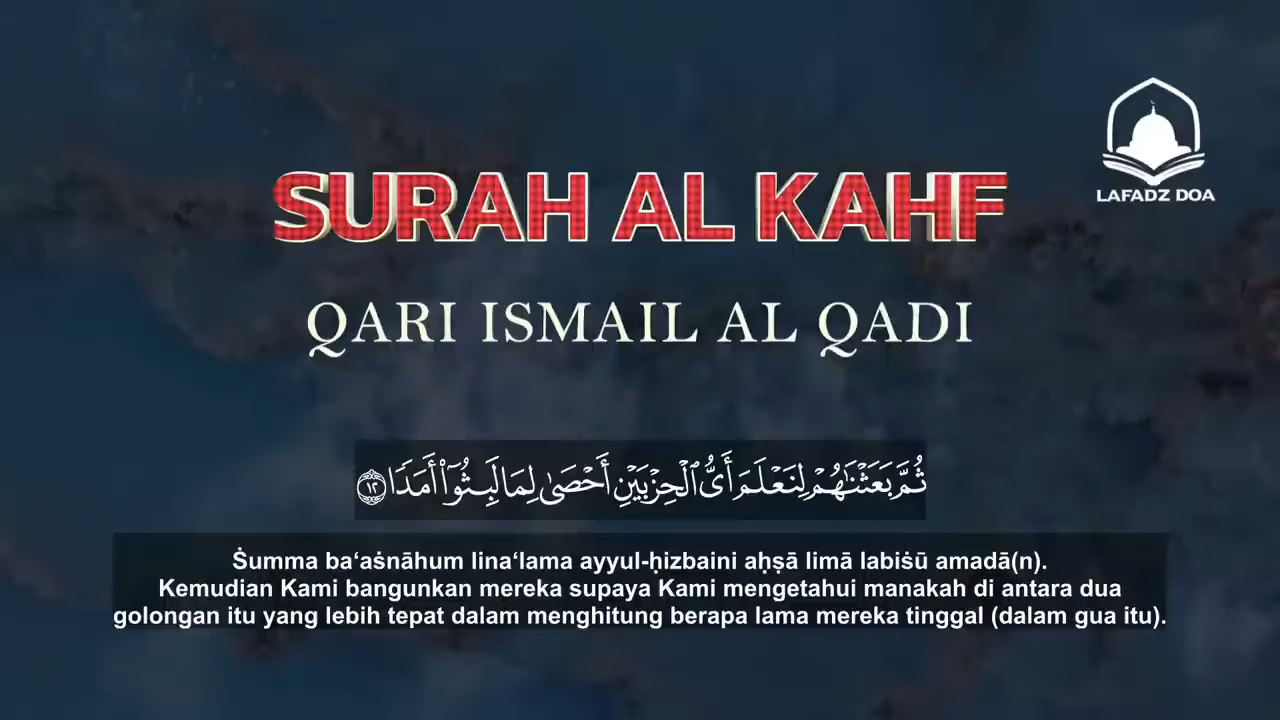 LAFADZ DOA
SURAH AL KAHF
QARI ISMAIL AL QADI
ثُمَّ بَعَثْنَٰهُمْ لِنَعْلَمَ أَىُّ ٱلْحِزْبَيْنِ أَحْصَىٰ لِمَا لَبِثُوٓا۟ أَمَدًا ١٢
Ṡumma ba‘aṡnāhum lina‘lama ayyul-ḥizbaini aḥṣā limā labiṡū amadā(n).
Kemudian Kami bangunkan mereka supaya Kami mengetahui manakah di antara dua
golongan itu yang lebih tepat dalam menghitung berapa lama mereka tinggal (dalam gua itu).